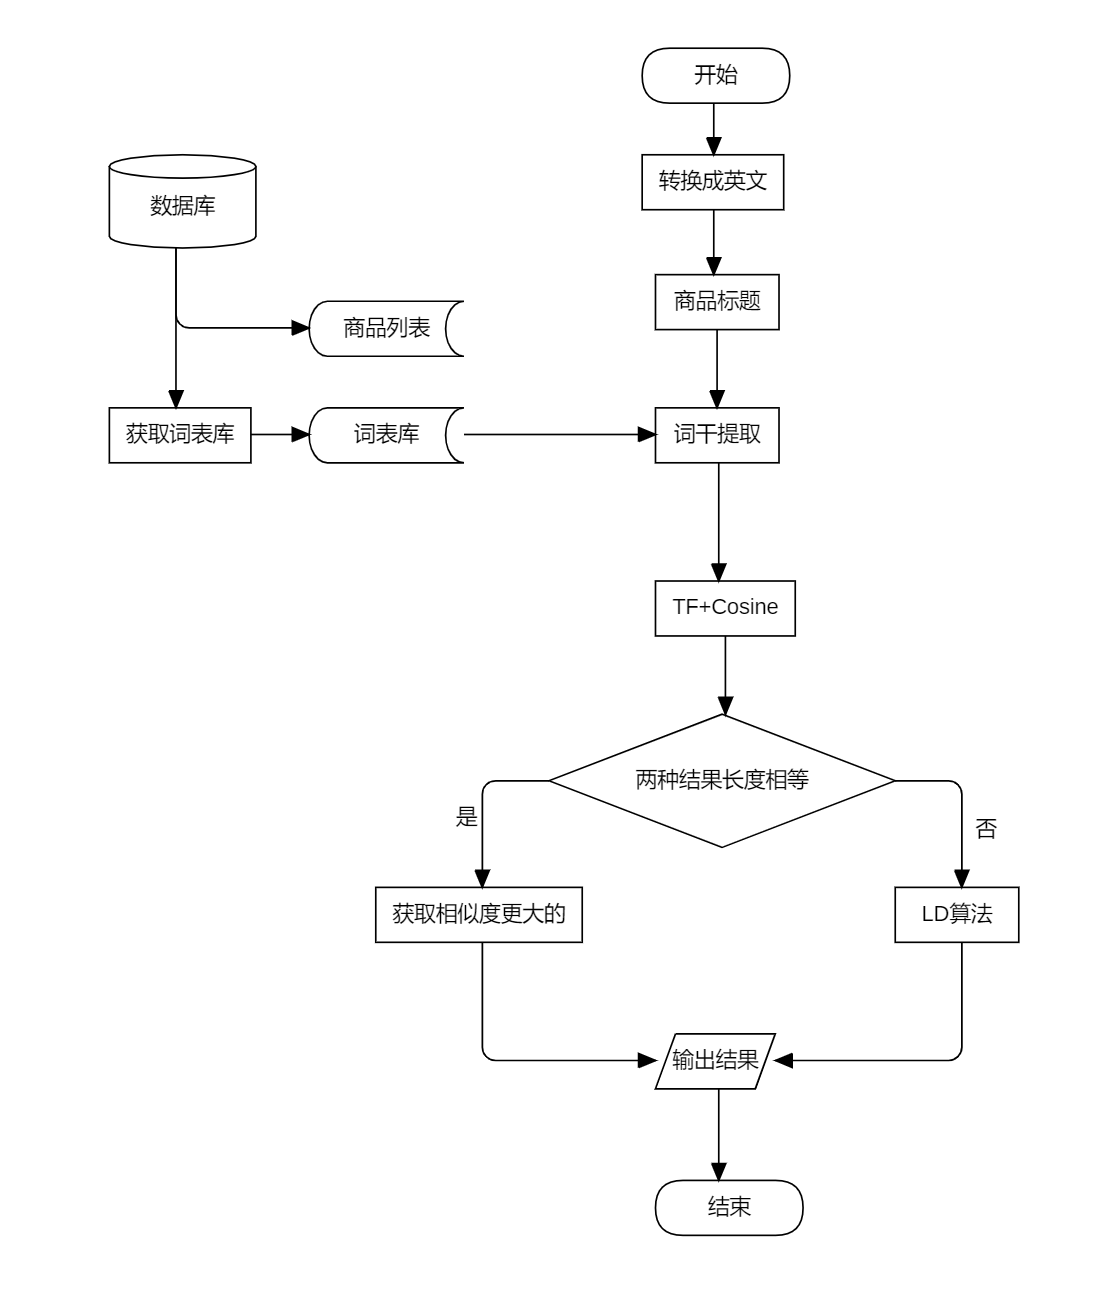 开始
转换成英文
数据库
商品标题
商品列表
获取词表库
词表库
词干提取
TF+Cosine
两种结果长度相等
是
否
获取相似度更大的
LD算法
输出结果
结束